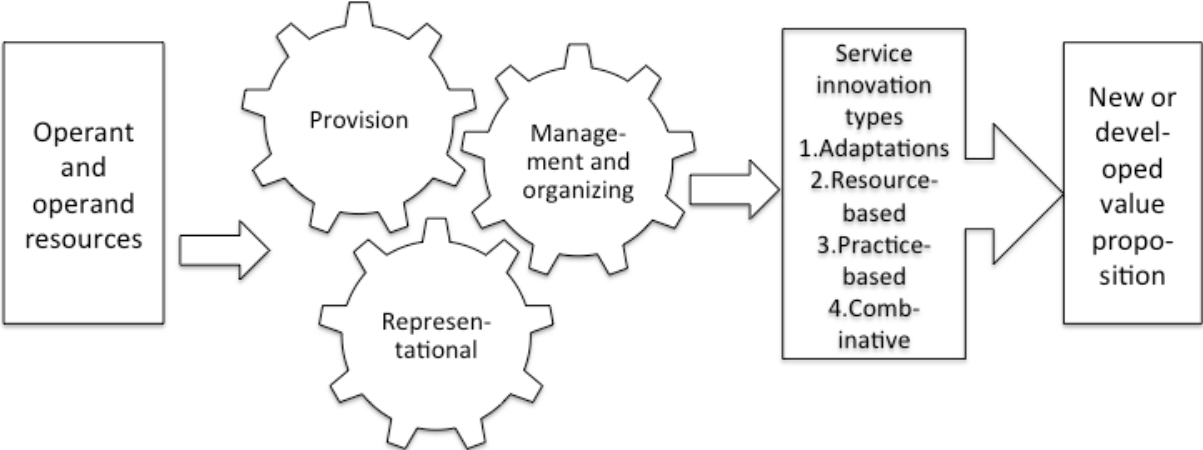 Operant
and
operand
resources
Provision
Manage-
ment and
organizing
Represen-
tational
Service
innovation
types
1.Adaptations
2.Resource-
based
3.Practice-
based
4.Comb-
inative
New or
devel-
oped
value
propo-
sition